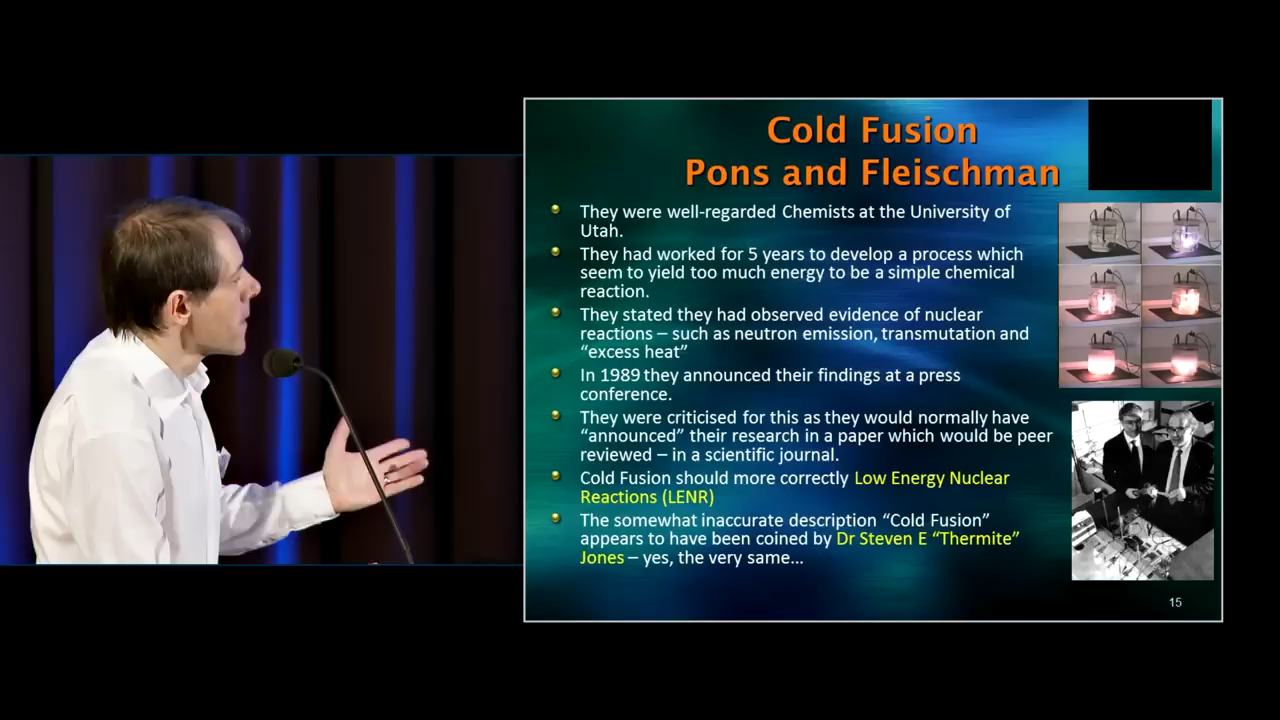 Cold Fusion
Pons and Fleischman
They were well-regarded Chemists at the University of
Utah.
They had worked for 5 years to develop a process which
seem to yield too much energy to be a simple chemical
reaction.
They stated they had observed evidence of nuclear
reactions – such as neutron emission, transmutation and
“excess heat”
In 1989 they announced their findings at a press
conference.
They were criticised for this as they would normally have
“announced” their research in a paper which would be peer
reviewed – in a scientific journal.
Cold Fusion should more correctly Low Energy Nuclear
Reactions (LENR)
The somewhat inaccurate description “Cold Fusion”
appears to have been coined by Dr Steven E “Thermite”
Jones – yes, the very same...
15